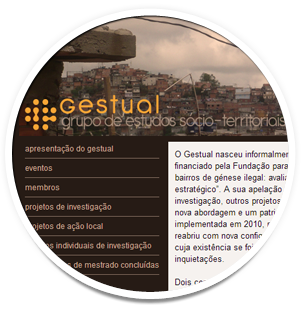 GESTUAL
grupo de estudos sócio-territoriais
apresentação do gestual
eventos
membros
projetos de investigação
projetos de ação local
individuais de investigação
de mestrado concluídas
O Gestual nasceu informalmen
financiado pela Fundação para
bairros de génese ilegal: avalia
estratégico”. A sua apelação
investigação, outros projetos
nova abordagem e um patri
implementada em 2010,
reabriu com nova config
cuja existência se foi
inquietações.
Dois